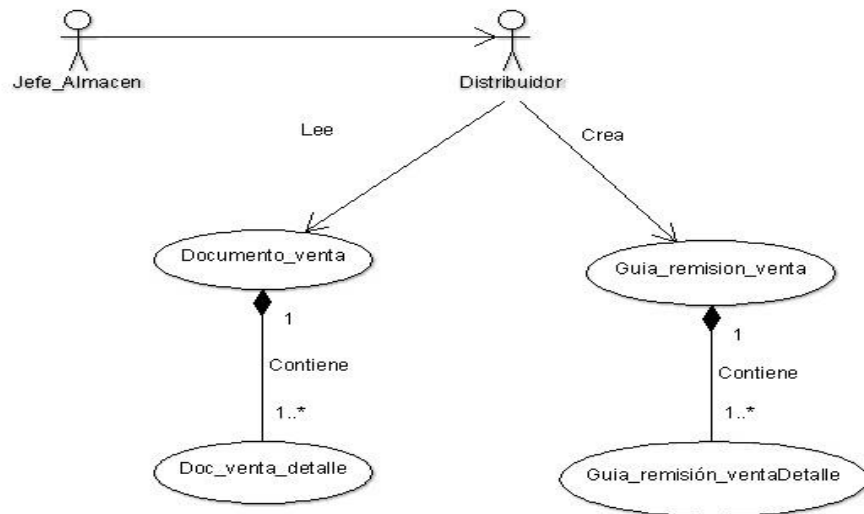 Jefe_Almacen
Distribuidor
Lee
Crea
Documento_venta
Guia_remision_venta
1
1
Contiene
Contiene
1..*
1..*
Doc_venta_detalle
Guia_remisión_ventaDetalle